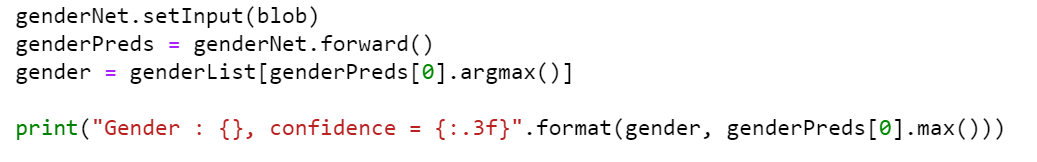 genderNet.setInput(blob)
genderPreds = genderNet.forward()
gender = genderList[genderPreds[0].argmax()]
print("Gender : {}, confidence = {:.3f}".format(gender, genderPreds[0].max()))